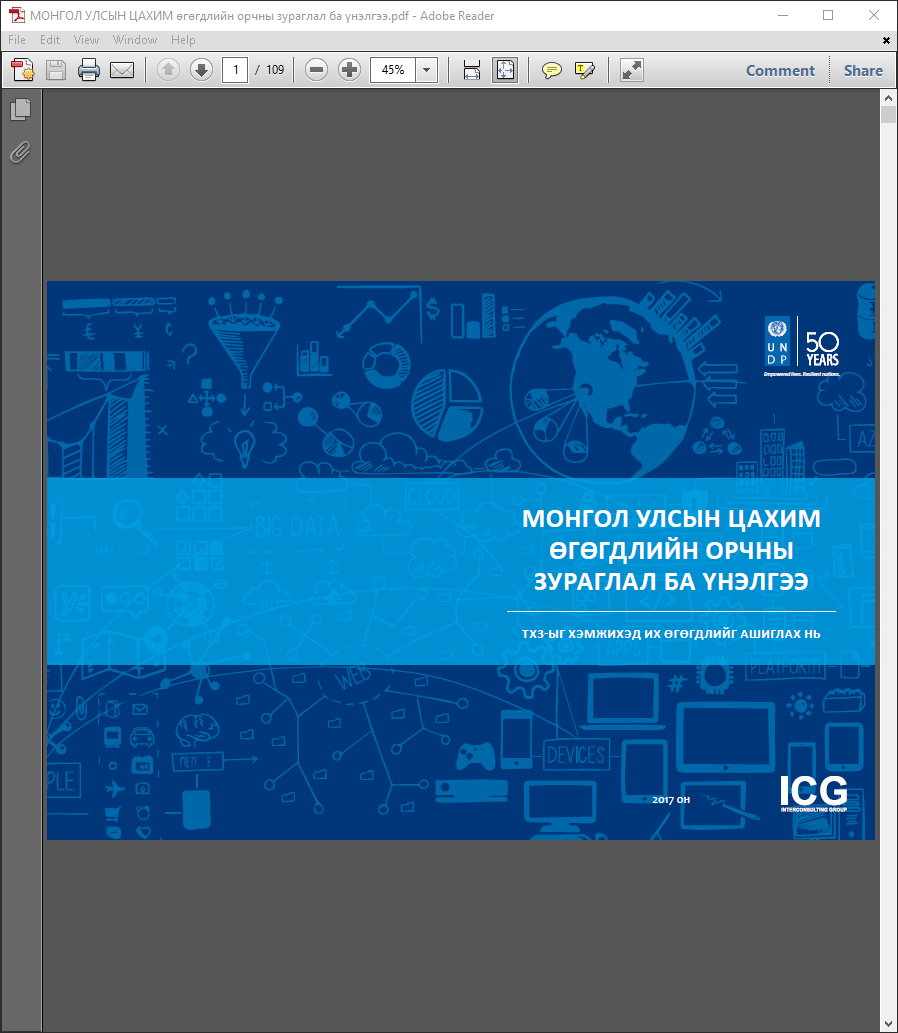 МОНГОЛ УЛСЫН ЦАХИМ өгөгдлийн орчны зураглал ба үнэлгээ.pdf - Adobe Reader
File Edit View Window Help
1 / 109 45% Comment Share
U N
D P
50
YEARS
Empowered lives. Resilient nations.
AZ
CLOUD
BIG DATA
МОНГОЛ УЛСЫН ЦАХИМ
ӨГӨГДЛИЙН ОРЧНЫ
ЗУРАГЛАЛ БА ҮНЭЛГЭЭ
ТХЗ-ЫГ ХЭМЖИХЭД ИХ ӨГӨГДЛИЙГ АШИГЛАХ НЬ
APPS
PLATFORM
WEB
#
DEVICES
PLE
2017 ОН
ICG
INTERCONSULTING GROUP